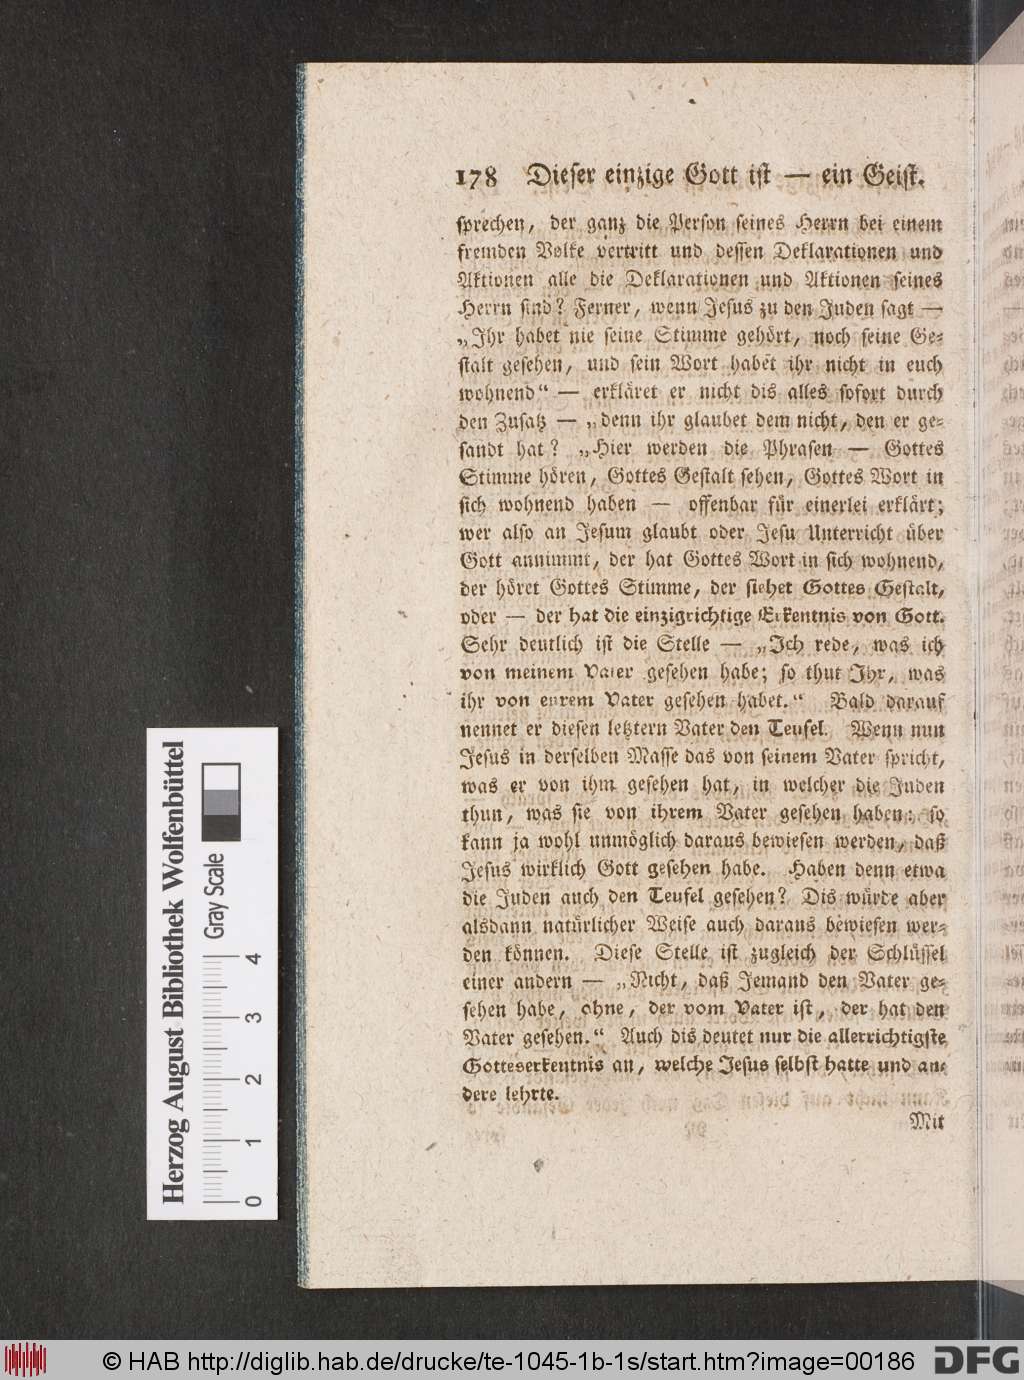 178 Dieser einzige Gott ist — ein Geist.
sprechen, der ganz die Person seines Herrn bei einem
fremden Volke vertritt und dessen Deklarationen und
Aktionen alle die Deklarationen und Aktionen seines
Herrn sind? Ferner, wenn Jesus zu den Juden sagt —
„Ihr habet nie seine Stimme gehört, noch seine Ge-
stalt gesehen, und sein Wort habet ihr nicht in euch
wohnend“ — erkläret er nicht dis alles sofort durch
den Zusatz — „denn ihr glaubet dem nicht, den er ge-
sandt hat? „Hier werden die Phrasen — Gottes
Stimme hören, Gottes Gestalt sehen, Gottes Wort in
sich wohnend haben — offenbar für einerlei erklärt;
wer also an Jesum glaubt oder Jesu Unterricht über
Gott annimmt, der hat Gottes Wort in sich wohnend,
der höret Gottes Stimme, der siehet Gottes Gestalt,
oder — der hat die einzigrichtige Erkentnis von Gott.
Sehr deutlich ist die Stelle — „Ich rede, was ich
von meinem Vater gesehen habe; so thut Ihr, was
ihr von eurem Vater gesehen habet.“ Bald darauf
nennet er diesen letztern Vater den Teufel. Wenn nun
Jesus in derselben Masse das von seinem Vater spricht,
was er von ihm gesehen hat, in welcher die Juden
thun, was sie von ihrem Vater gesehen haben; so
kann ja wohl unmöglich daraus bewiesen werden, daß
Jesus wirklich Gott gesehen habe. Haben denn etwa
die Juden auch den Teufel gesehen? Dis würde aber
alsdann natürlicher Weise auch daraus bewiesen wer-
den können. Diese Stelle ist zugleich der Schlüssel
einer andern — „Nicht, daß Jemand den Vater ge-
sehen habe, ohne, der vom Vater ist, der hat den
Vater gesehen.“ Auch dis deutet nur die allerrichtigste
Gotteserkentnis an, welche Jesus selbst hatte und an-
dere lehrte.
Mit
Herzog August Bibliothek Wolfenbüttel
Gray Scale
0 1 2 3 4
© HAB http://diglib.hab.de/drucke/te-1045-1b-1s/start.htm?image=00186
DFG